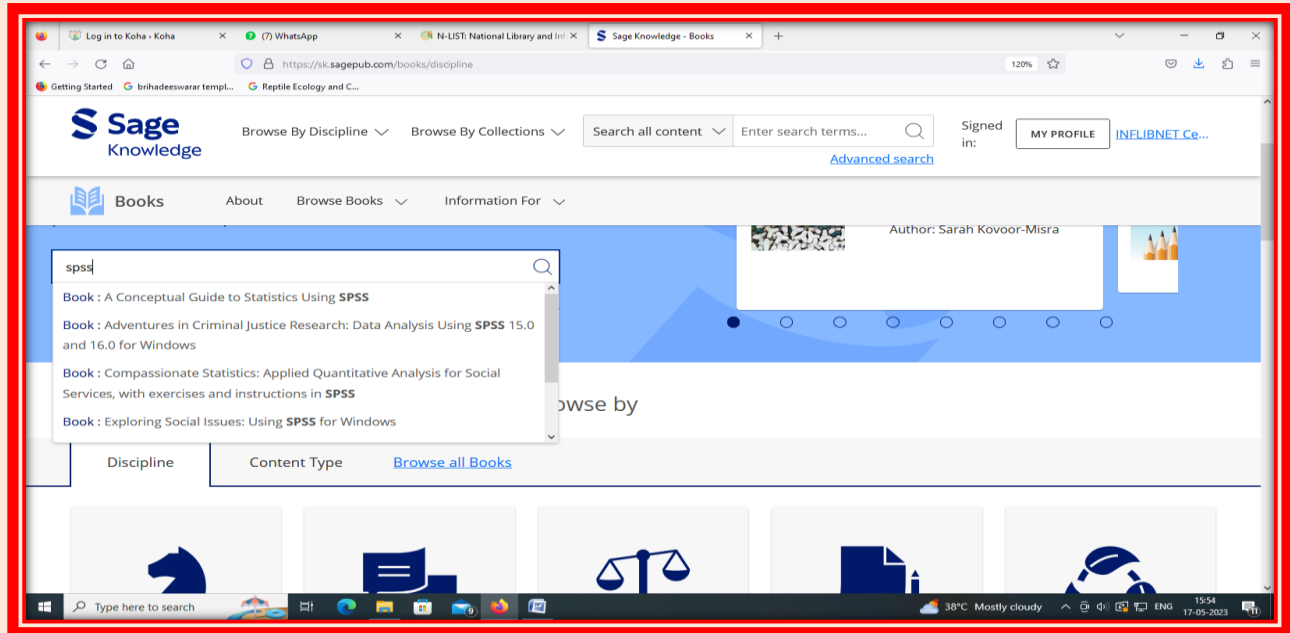 Log in to Koha › Koha
(7) WhatsApp
N-LIST: National Library and Inf
Sage Knowledge - Books
https://sk.sagepub.com/books/discipline
120%
Getting Started
brihadeeswarar templ...
Reptile Ecology and C...
Sage
Knowledge
Browse By Discipline
Browse By Collections
Search all content
Enter search terms...
Signed
in:
MY PROFILE
INFLIBNET Ce...
Advanced search
Books
About
Browse Books
Information For
Author: Sarah Kovoor-Misra
spss
Book : A Conceptual Guide to Statistics Using SPSS
Book : Adventures in Criminal Justice Research: Data Analysis Using SPSS 15.0
and 16.0 for Windows
Book : Compassionate Statistics: Applied Quantitative Analysis for Social
Services, with exercises and instructions in SPSS
Book : Exploring Social Issues: Using SPSS for Windows
owse by
Discipline
Content Type
Browse all Books
Type here to search
38°C Mostly cloudy
ENG
15:54
17-05-2023